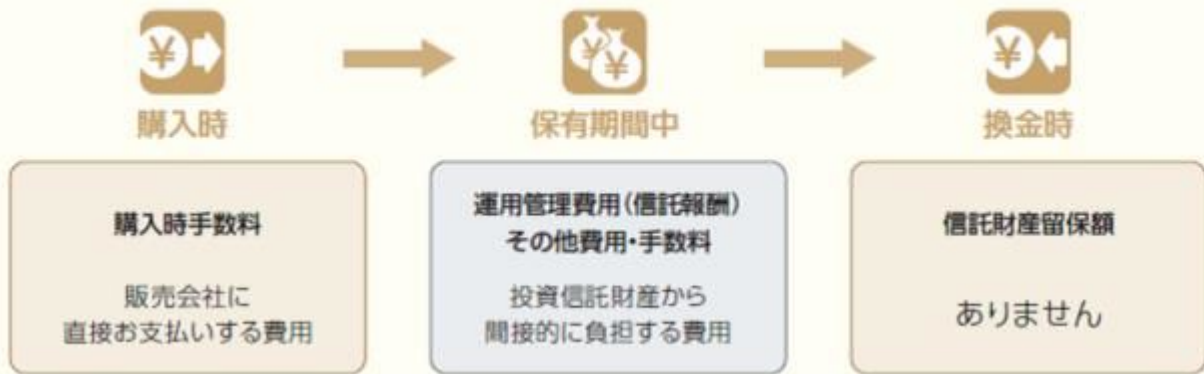 購入時
保有期間中
換金時
購入時手数料
販売会社に
直接お支払いする費用
運用管理費用(信託報酬)
その他費用・手数料
投資信託財産から
間接的に負担する費用
信託財産留保額
ありません